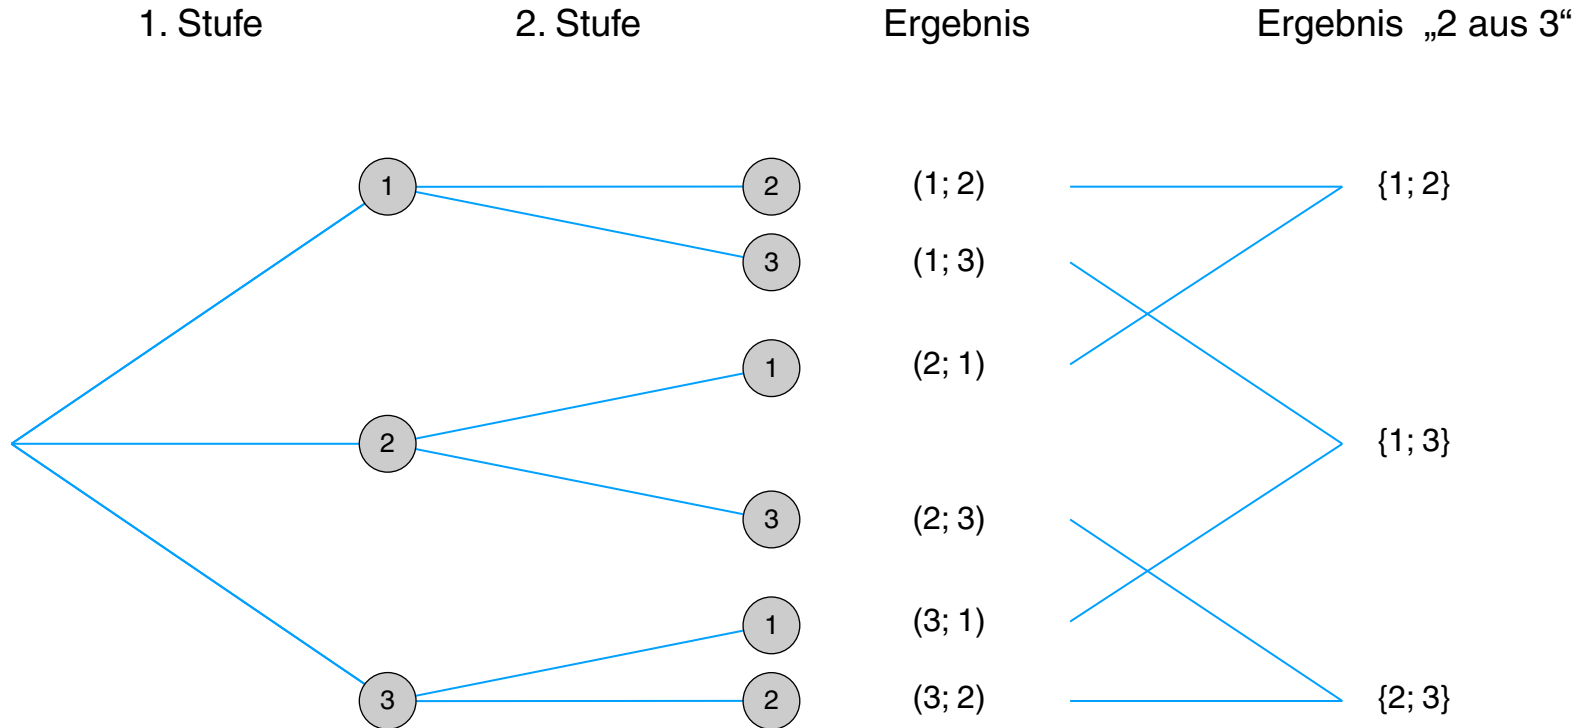 1. Stufe 2. Stufe Ergebnis Ergebnis „2 aus 3“
1 2 (1; 2) {1; 2}
3 (1; 3)
1 (2; 1)
2 {1; 3}
3 (2; 3)
1 (3; 1)
3 2 (3; 2) {2; 3}